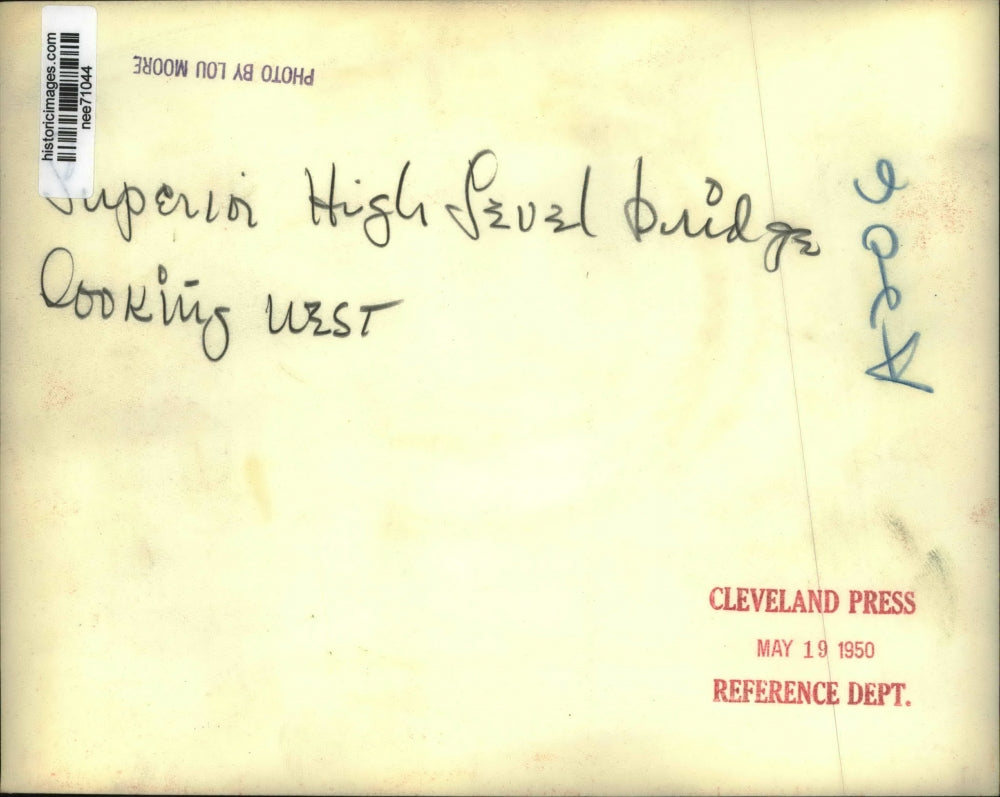 historicimages.com
nee71044
PHOTO BY LOU MOORE
Superior High Level bridge
looking WEST
CLEVELAND PRESS
MAY 19 1950
REFERENCE DEPT.